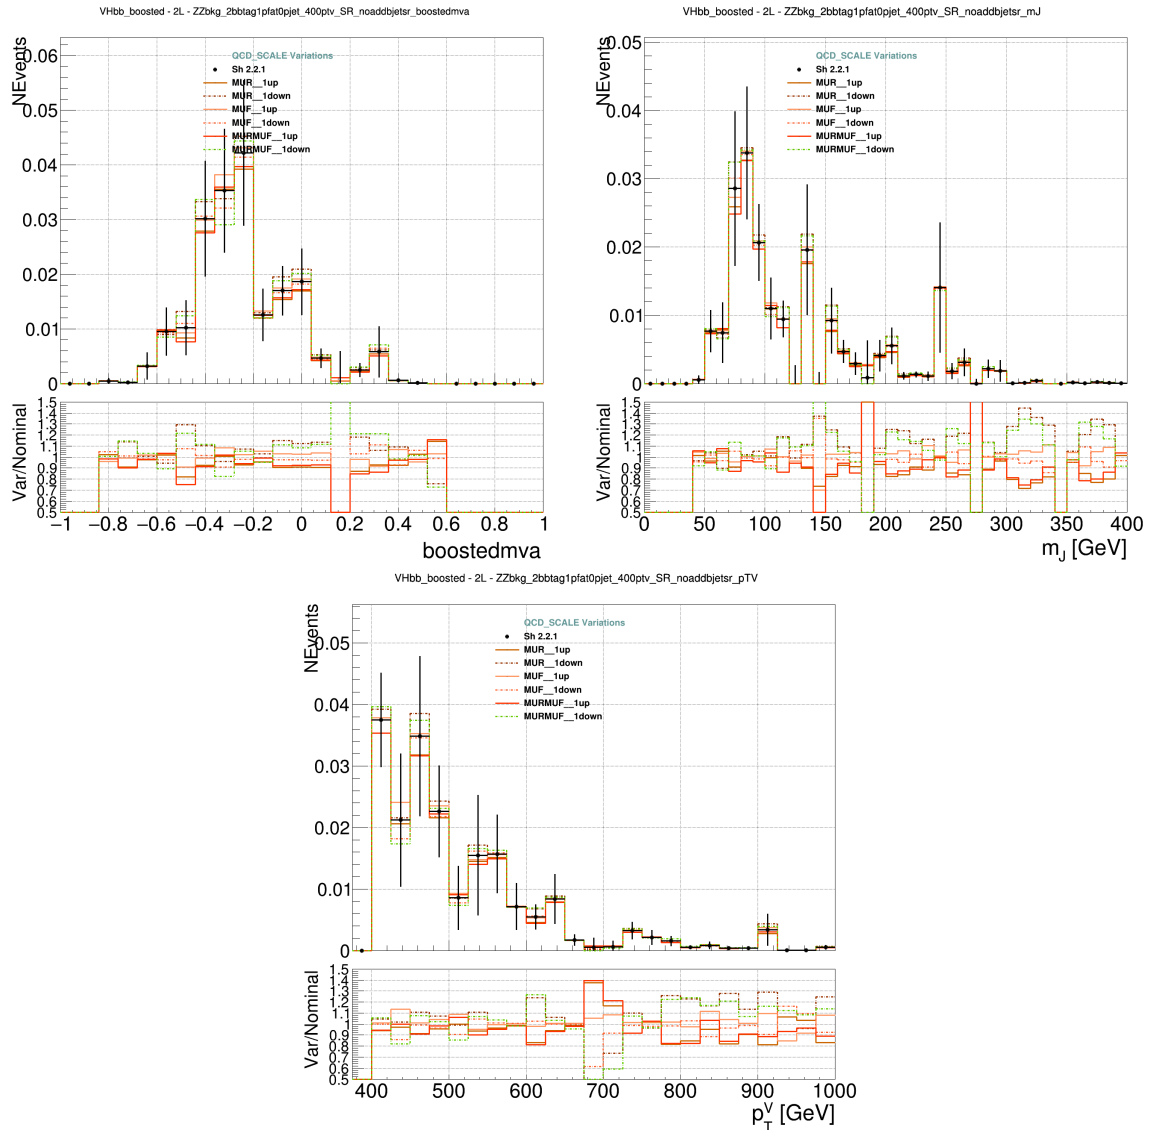 VHbb_boosted - 2L - ZZbkg_2bbtag1pfat0pjet_400ptv_SR_noaddbjetsr_boostedmva
NEvents
0.06
0.05
0.04
0.03
0.02
0.01
0
QCD_SCALE Variations
Sh 2.2.1
MUR__1up
MUR__1down
MUF__1up
MUF__1down
MURMUF__1up
MURMUF__1down
Var/Nominal
1.5
1.4
1.3
1.2
1.1
1
0.9
0.8
0.7
0.6
0.5
−1 −0.8 −0.6 −0.4 −0.2 0 0.2 0.4 0.6 0.8 1
boostedmva
VHbb_boosted - 2L - ZZbkg_2bbtag1pfat0pjet_400ptv_SR_noaddbjetsr_mJ
NEvents
0.05
0.04
0.03
0.02
0.01
0
QCD_SCALE Variations
Sh 2.2.1
MUR__1up
MUR__1down
MUF__1up
MUF__1down
MURMUF__1up
MURMUF__1down
Var/Nominal
1.5
1.4
1.3
1.2
1.1
1
0.9
0.8
0.7
0.6
0.5
0 50 100 150 200 250 300 350 400
m_J [GeV]
VHbb_boosted - 2L - ZZbkg_2bbtag1pfat0pjet_400ptv_SR_noaddbjetsr_pTV
NEvents
0.05
0.04
0.03
0.02
0.01
0
QCD_SCALE Variations
Sh 2.2.1
MUR__1up
MUR__1down
MUF__1up
MUF__1down
MURMUF__1up
MURMUF__1down
Var/Nominal
1.5
1.4
1.3
1.2
1.1
1
0.9
0.8
0.7
0.6
0.5
400 500 600 700 800 900 1000
p_T^V [GeV]